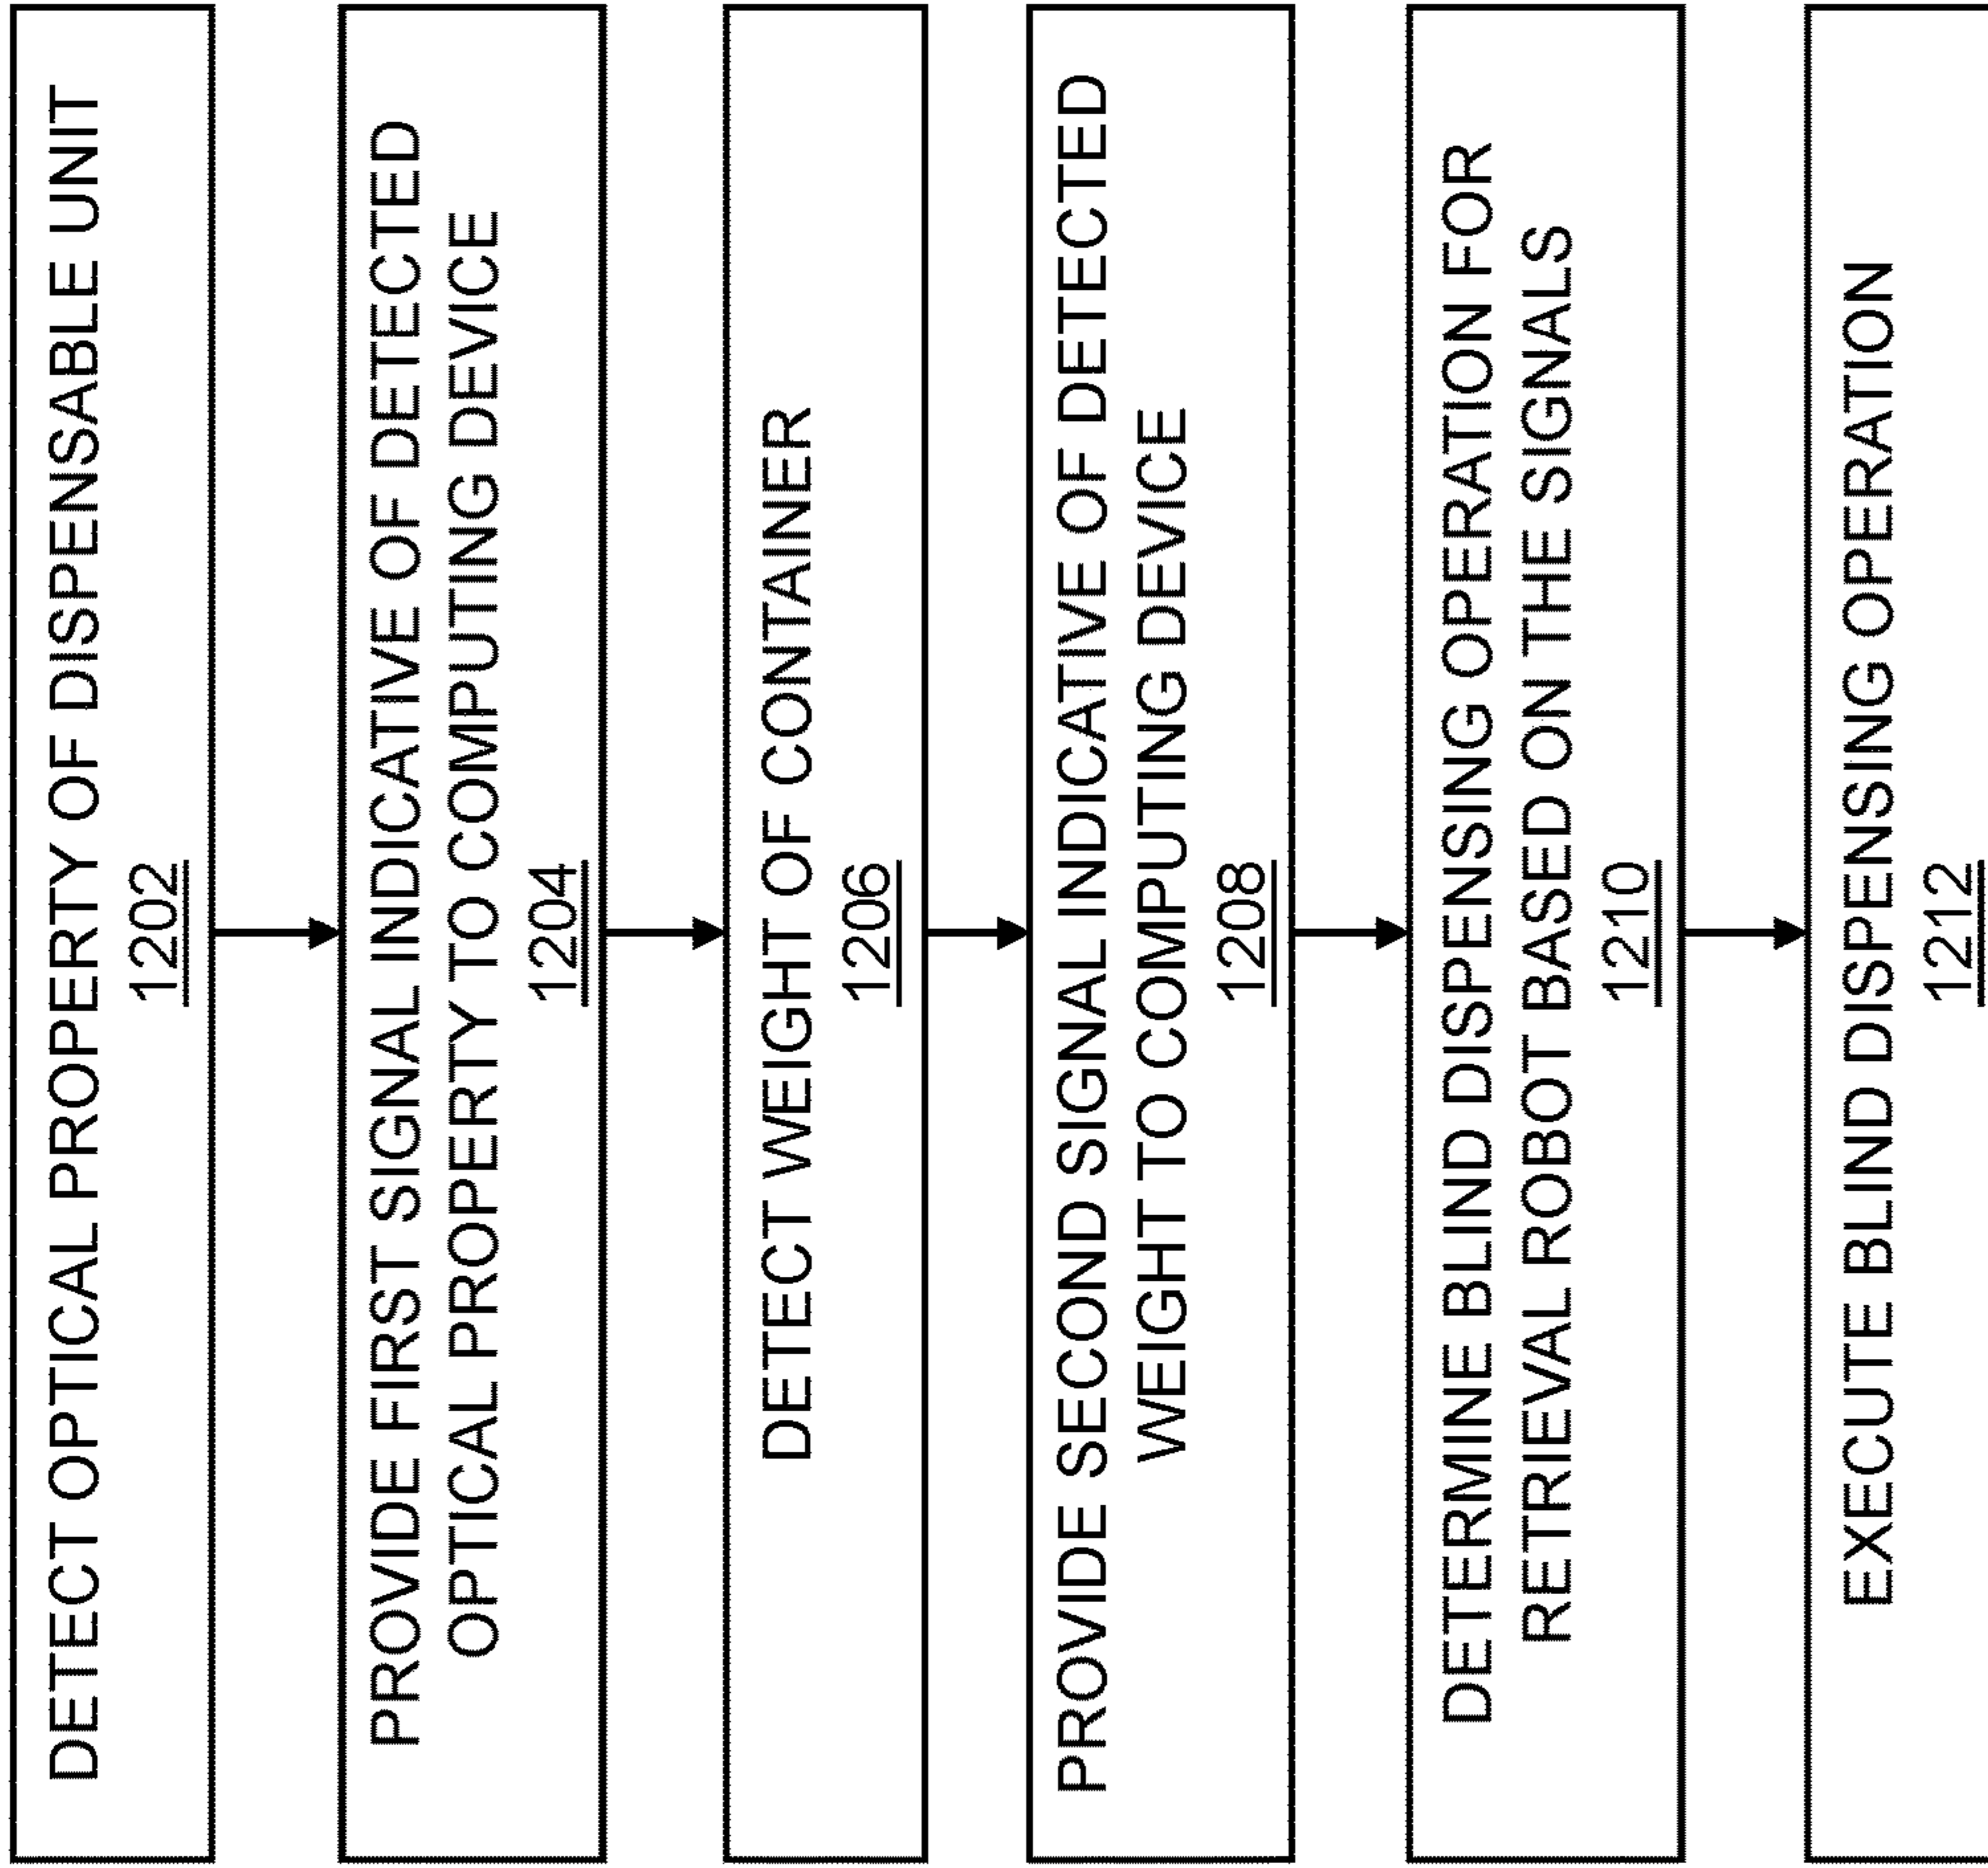 DETECT OPTICAL PROPERTY OF DISPENSABLE UNIT
1202
PROVIDE FIRST SIGNAL INDICATIVE OF DETECTED
OPTICAL PROPERTY TO COMPUTING DEVICE
1204
DETECT WEIGHT OF CONTAINER
1206
PROVIDE SECOND SIGNAL INDICATIVE OF DETECTED
WEIGHT TO COMPUTING DEVICE
1208
DETERMINE BLIND DISPENSING OPERATION FOR
RETRIEVAL ROBOT BASED ON THE SIGNALS
1210
EXECUTE BLIND DISPENSING OPERATION
1212